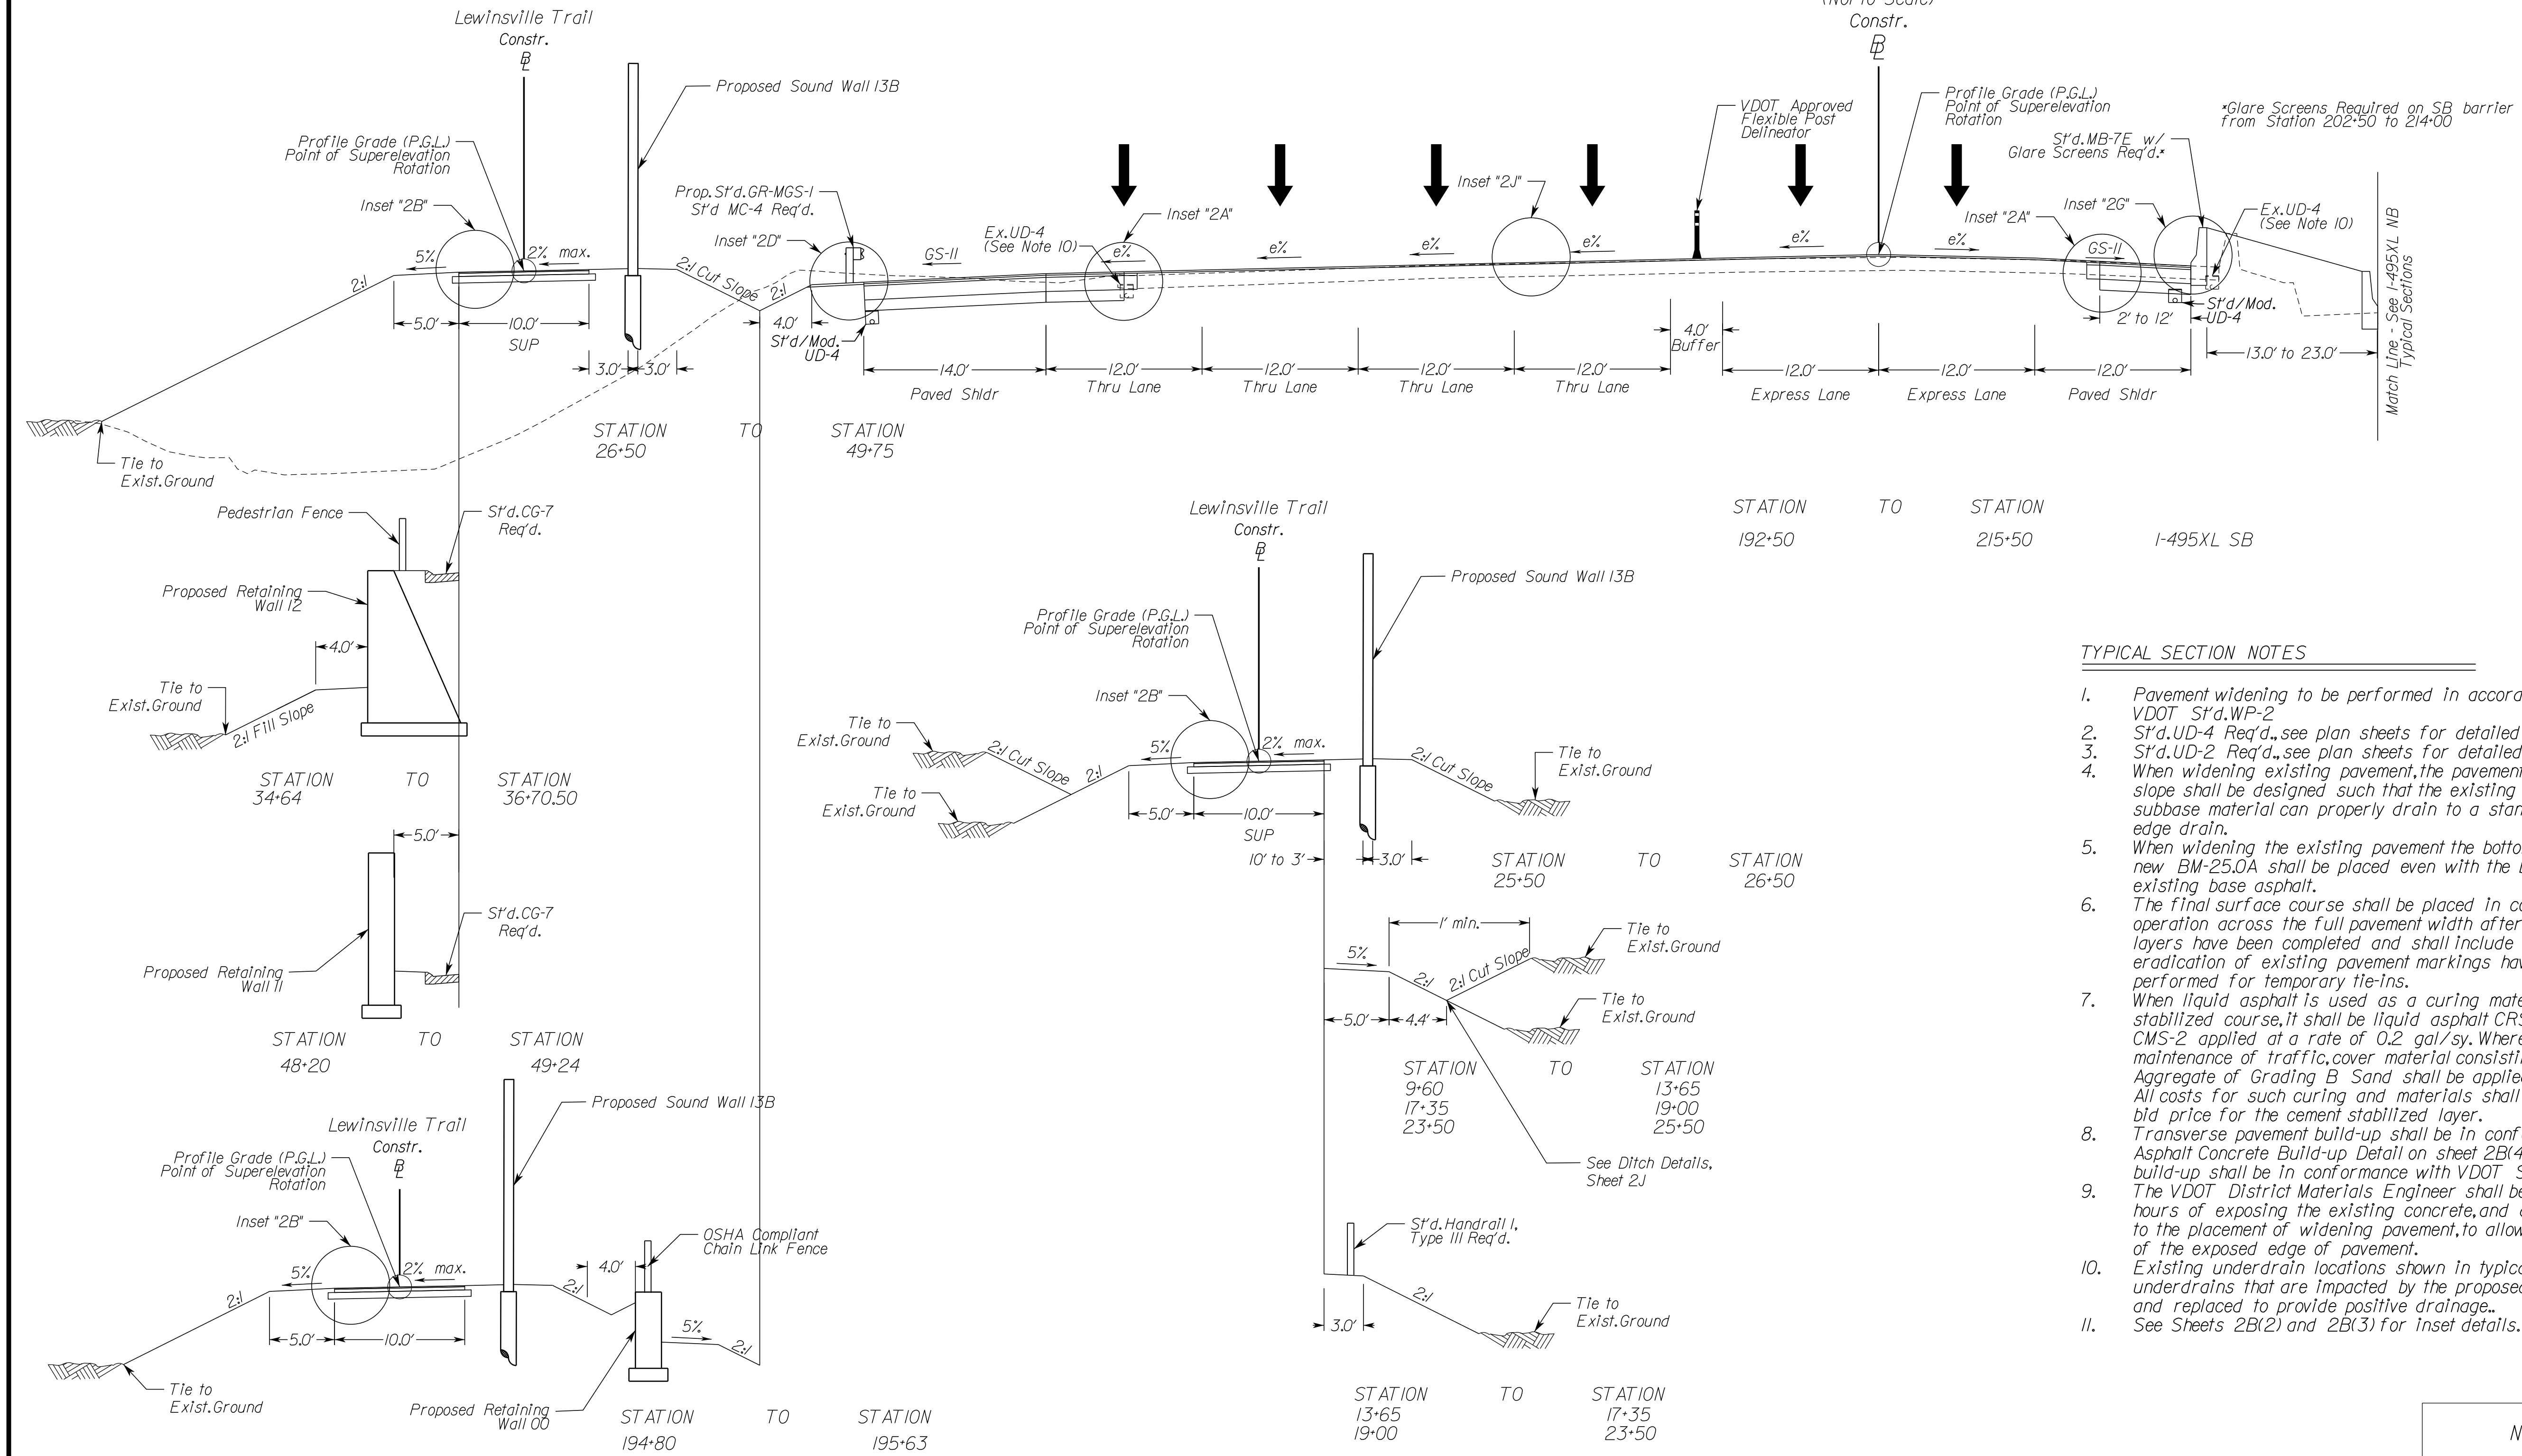 (Not to Scale)
Lewinsville Trail
Constr.
BL
Constr.
BL
Proposed Sound Wall 13B
Profile Grade (P.G.L.)
Point of Superelevation
Rotation
Inset "2B"
5%
2% max.
2:1
2:1 Cut Slope
2:1
5.0'
10.0'
SUP
3.0'
3.0'
4.0'
Tie to
Exist. Ground
Prop. St'd. GR-MGS-1
St'd MC-4 Req'd.
Inset "2D"
GS-11
Ex. UD-4
(See Note 10)
Inset "2A"
e%
e%
e%
e%
e%
e%
Inset "2J"
VDOT Approved
Flexible Post
Delineator
Profile Grade (P.G.L.)
Point of Superelevation
Rotation
*Glare Screens Required on SB barrier
from Station 202+50 to 214+00
St'd. MB-7E w/
Glare Screens Req'd.*
Inset "2A"
Inset "2G"
GS-11
Ex. UD-4
(See Note 10)
St'd/Mod.
UD-4
2' to 12'
13.0' to 23.0'
Match Line - See I-495XL NB
Typical Sections
St'd/Mod.
UD-4
4.0'
Buffer
14.0'
12.0'
12.0'
12.0'
12.0'
12.0'
12.0'
12.0'
Paved Shldr
Thru Lane
Thru Lane
Thru Lane
Thru Lane
Express Lane
Express Lane
Paved Shldr
STATION TO STATION
26+50 49+75
STATION TO STATION
192+50 215+50 I-495XL SB
Pedestrian Fence
St'd. CG-7
Req'd.
Proposed Retaining
Wall 12
4.0'
Tie to
Exist. Ground
2:1 Fill Slope
STATION TO STATION
34+64 36+70.50
5.0'
St'd. CG-7
Req'd.
Proposed Retaining
Wall 11
STATION TO STATION
48+20 49+24
Lewinsville Trail
Constr.
BL
Proposed Sound Wall 13B
Profile Grade (P.G.L.)
Point of Superelevation
Rotation
Inset "2B"
5%
2% max.
2:1
5.0'
10.0'
4.0'
2:1
OSHA Compliant
Chain Link Fence
5%
2:1
Tie to
Exist. Ground
Proposed Retaining
Wall 00
STATION TO STATION
194+80 195+63
Lewinsville Trail
Constr.
BL
Proposed Sound Wall 13B
Profile Grade (P.G.L.)
Point of Superelevation
Rotation
Inset "2B"
Tie to
Exist. Ground
2:1 Cut Slope
2:1
5%
2% max.
2:1 Cut Slope
Tie to
Exist. Ground
Tie to
Exist. Ground
5.0'
10.0'
SUP
10' to 3'
3.0'
STATION TO STATION
25+50 26+50
1' min.
5%
2:1
2:1 Cut Slope
Tie to
Exist. Ground
Tie to
Exist. Ground
5.0'
4.4'
STATION TO STATION
9+60 13+65
17+35 19+00
23+50 25+50
See Ditch Details,
Sheet 2J
St'd. Handrail 1,
Type III Req'd.
2:1
3.0'
Tie to
Exist. Ground
STATION TO STATION
13+65 17+35
19+00 23+50
TYPICAL SECTION NOTES
1. Pavement widening to be performed in accora
VDOT St'd. WP-2
2. St'd. UD-4 Req'd., see plan sheets for detailed
3. St'd. UD-2 Req'd., see plan sheets for detailed
4. When widening existing pavement, the pavement
slope shall be designed such that the existing
subbase material can properly drain to a stan
edge drain.
5. When widening the existing pavement the botto
new BM-25.0A shall be placed even with the
existing base asphalt.
6. The final surface course shall be placed in co
operation across the full pavement width after
layers have been completed and shall include
eradication of existing pavement markings hav
performed for temporary tie-ins.
7. When liquid asphalt is used as a curing mate
stabilized course, it shall be liquid asphalt CRS
CMS-2 applied at a rate of 0.2 gal/sy. Where
maintenance of traffic, cover material consisti
Aggregate of Grading B Sand shall be applied
All costs for such curing and materials shall
bid price for the cement stabilized layer.
8. Transverse pavement build-up shall be in conf
Asphalt Concrete Build-up Detail on sheet 2B(4
build-up shall be in conformance with VDOT S
9. The VDOT District Materials Engineer shall be
hours of exposing the existing concrete, and
to the placement of widening pavement, to allow
of the exposed edge of pavement.
10. Existing underdrain locations shown in typica
underdrains that are impacted by the propose
and replaced to provide positive drainage..
11. See Sheets 2B(2) and 2B(3) for inset details.
N